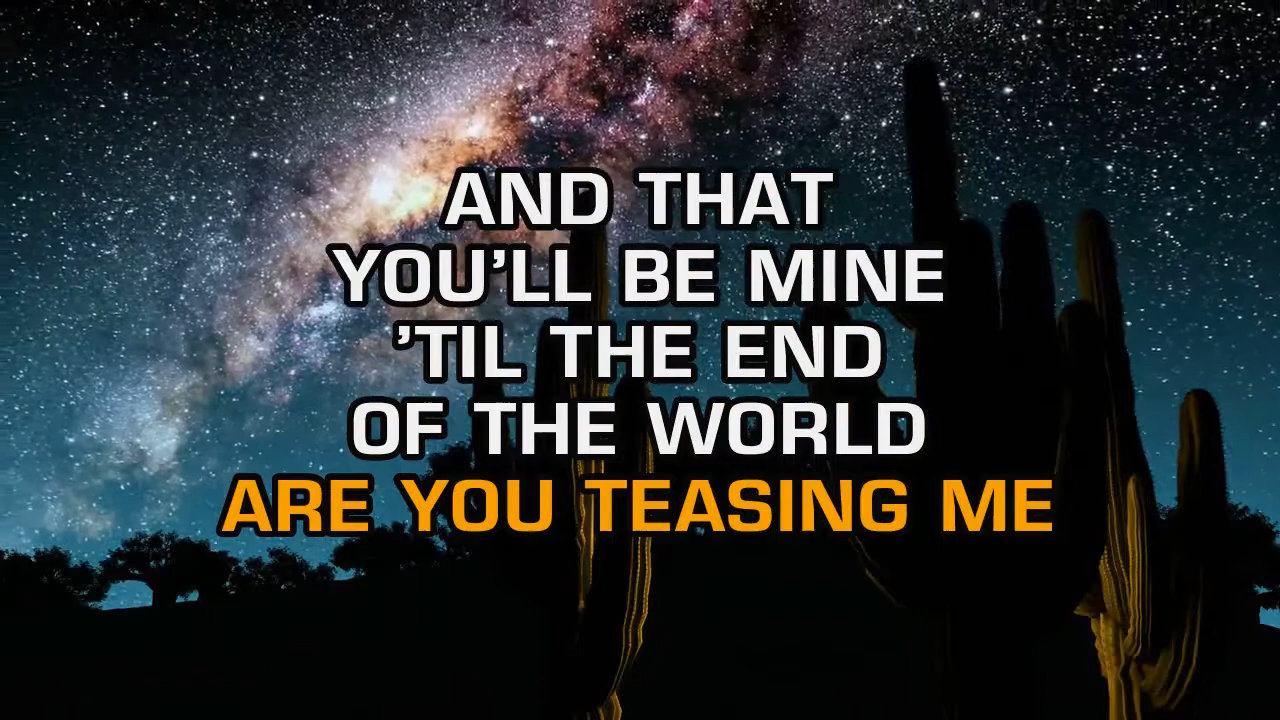 AND THAT
YOU’LL BE MINE
’TIL THE END
OF THE WORLD
ARE YOU TEASING ME